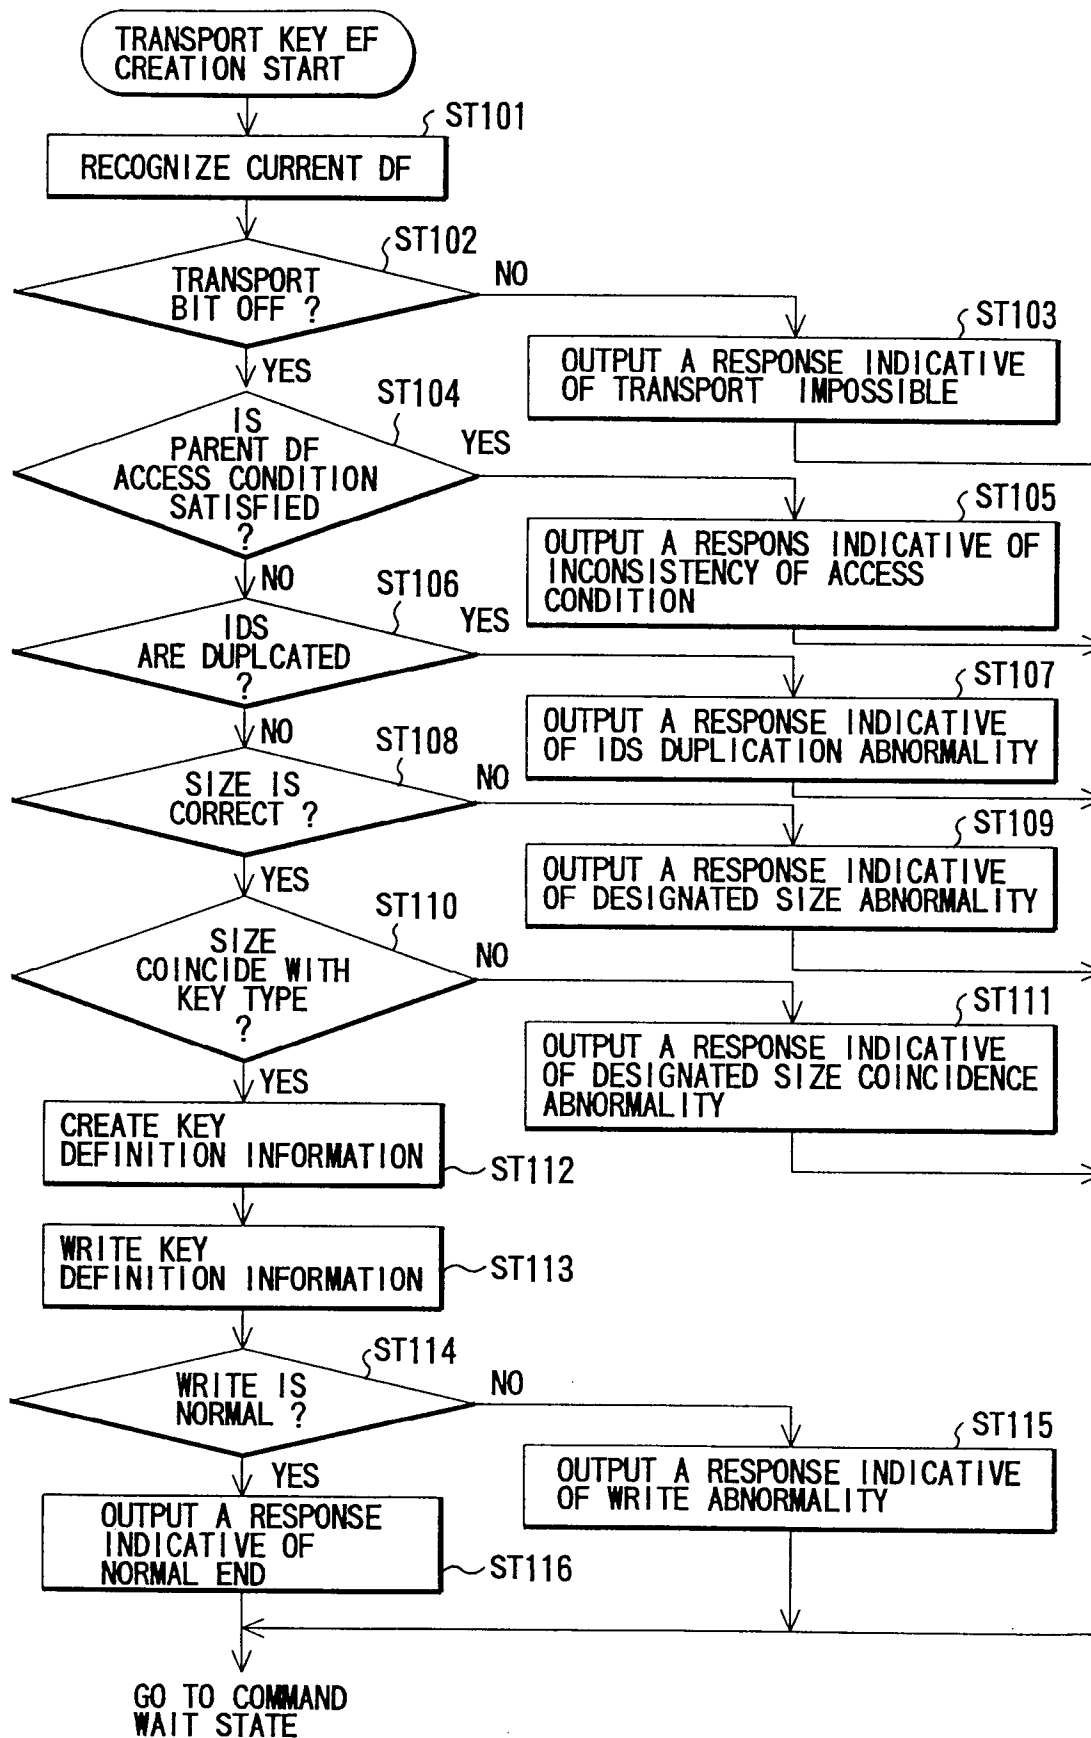 TRANSPORT KEY EF
CREATION START
ST101
RECOGNIZE CURRENT DF
ST102
TRANSPORT
BIT OFF ?
NO
YES
ST103
OUTPUT A RESPONSE INDICATIVE
OF TRANSPORT IMPOSSIBLE
ST104
IS
PARENT DF
ACCESS CONDITION
SATISFIED
?
YES
NO
ST105
OUTPUT A RESPONS INDICATIVE OF
INCONSISTENCY OF ACCESS
CONDITION
ST106
IDS
ARE DUPLCATED
?
YES
NO
ST107
OUTPUT A RESPONSE INDICATIVE
OF IDS DUPLICATION ABNORMALITY
ST108
SIZE IS
CORRECT ?
NO
YES
ST109
OUTPUT A RESPONSE INDICATIVE
OF DESIGNATED SIZE ABNORMALITY
ST110
SIZE
COINCIDE WITH
KEY TYPE
?
NO
YES
ST111
OUTPUT A RESPONSE INDICATIVE
OF DESIGNATED SIZE COINCIDENCE
ABNORMALITY
CREATE KEY
DEFINITION INFORMATION
ST112
WRITE KEY
DEFINITION INFORMATION
ST113
ST114
WRITE IS
NORMAL ?
NO
YES
ST115
OUTPUT A RESPONSE INDICATIVE
OF WRITE ABNORMALITY
OUTPUT A RESPONSE
INDICATIVE OF
NORMAL END
ST116
GO TO COMMAND
WAIT STATE